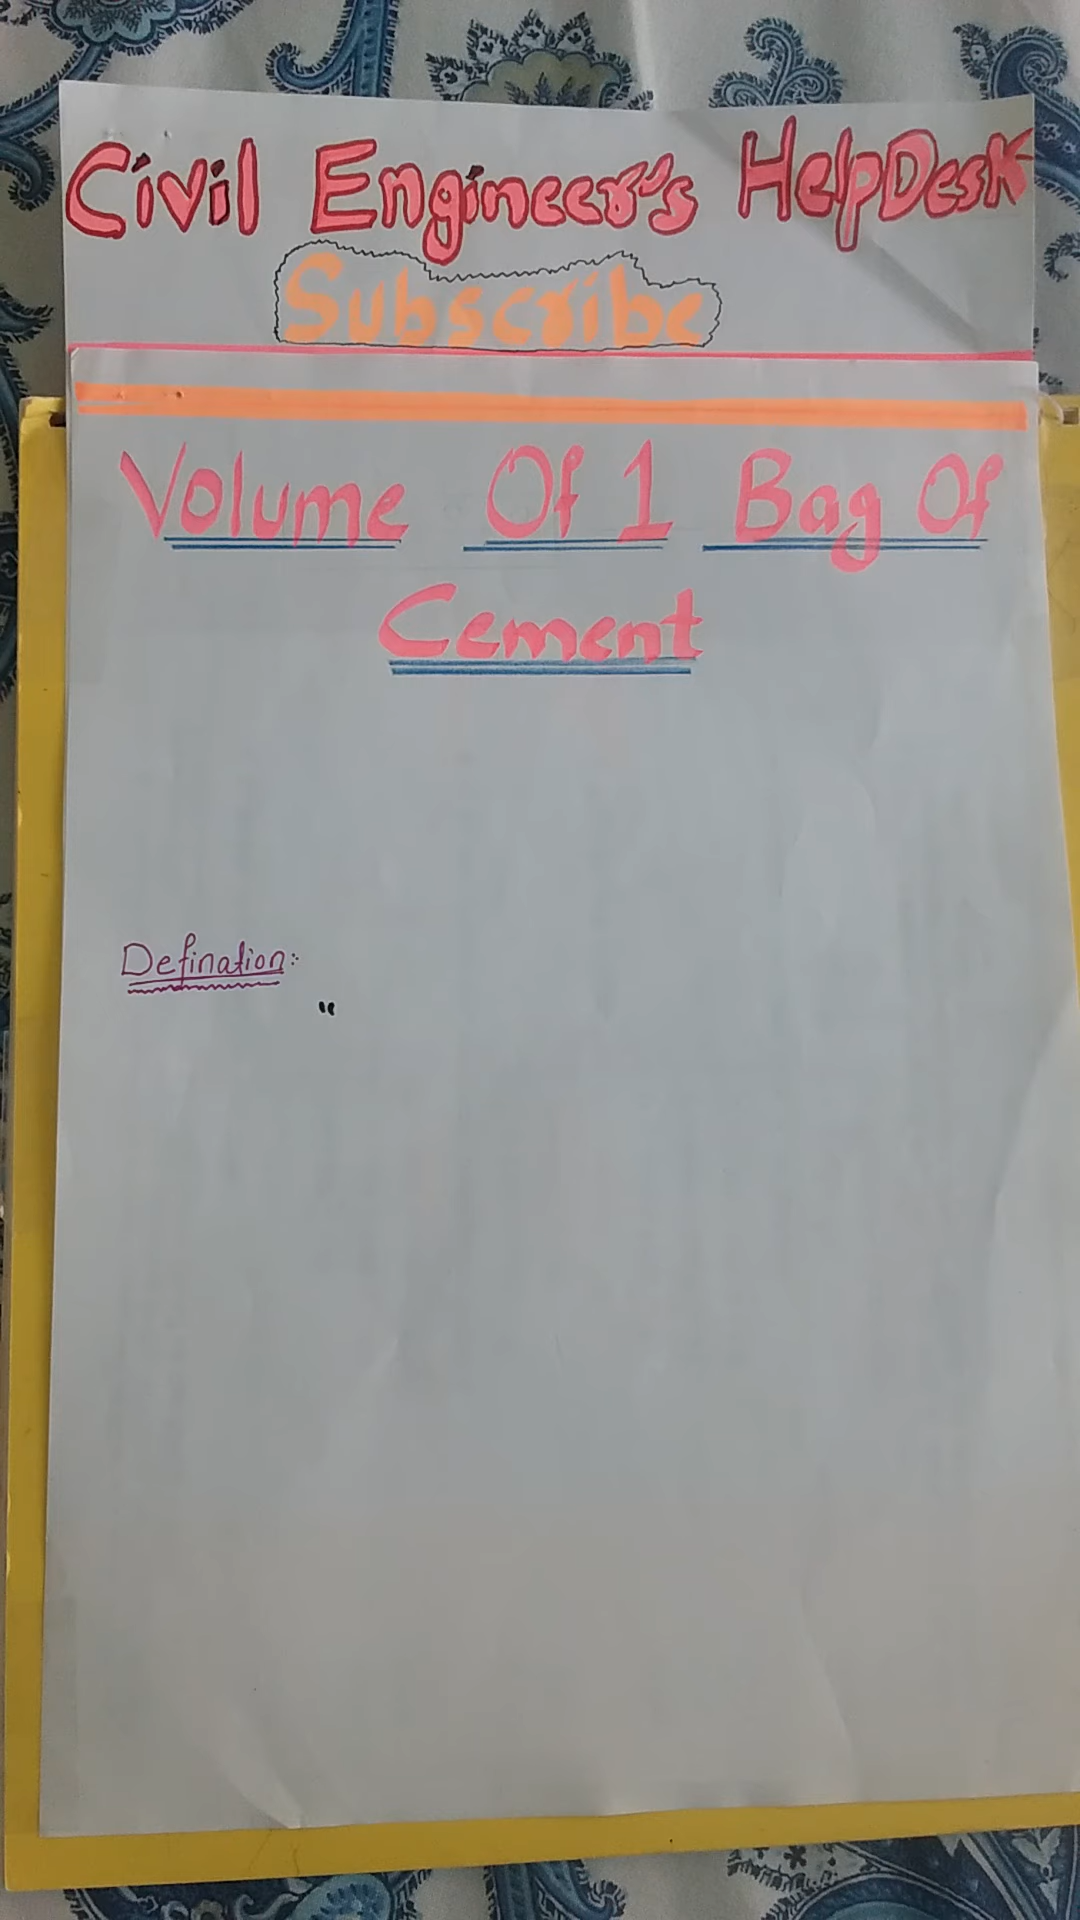 Civil Engineer's HelpDesk
Subscribe
Volume Of 1 Bag Of
Cement
Defination:
"